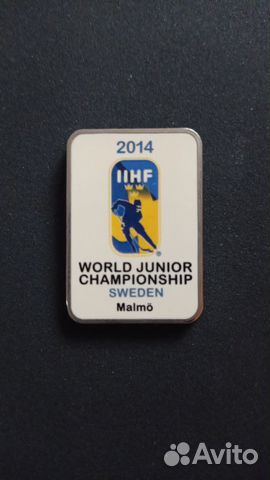 2014
IIHF
WORLD JUNIOR
CHAMPIONSHIP
SWEDEN
Malmö
Avito